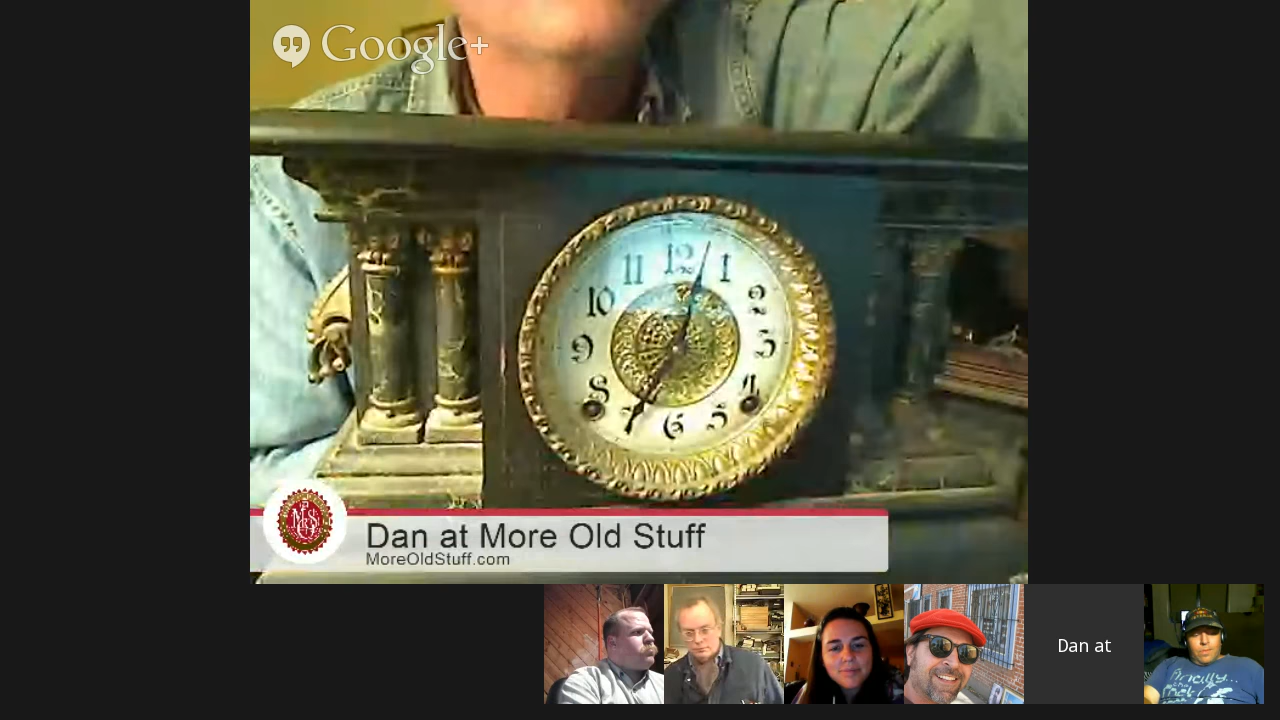 Google+
12
11
1
10
2
9
3
8
4
7
6
5
Dan at More Old Stuff
MoreOldStuff.com
Dan at
Finally...